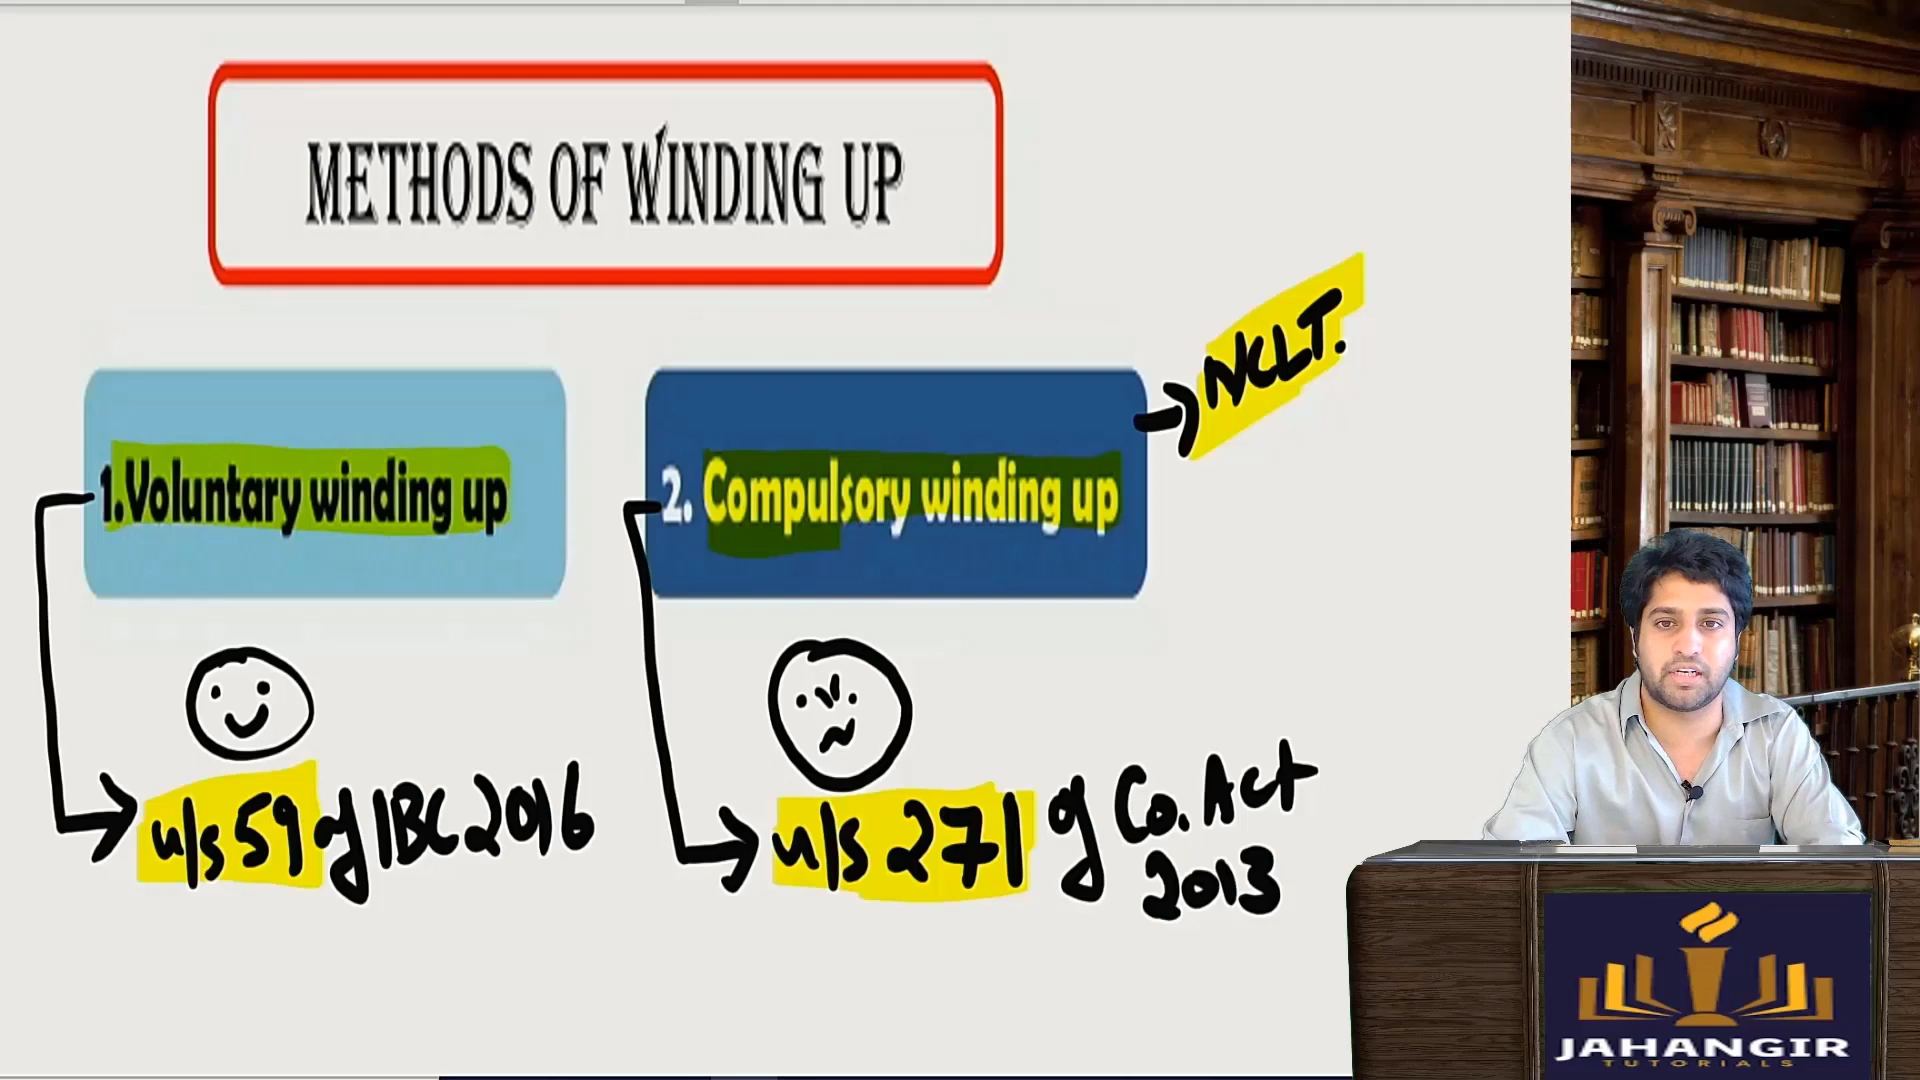 METHODS OF WINDING UP
NCLT.
1.Voluntary winding up
2. Compulsory winding up
u/s 59 of IBC 2016
u/s 271 of Co. Act
2013
JAHANGIR
TUTORIALS